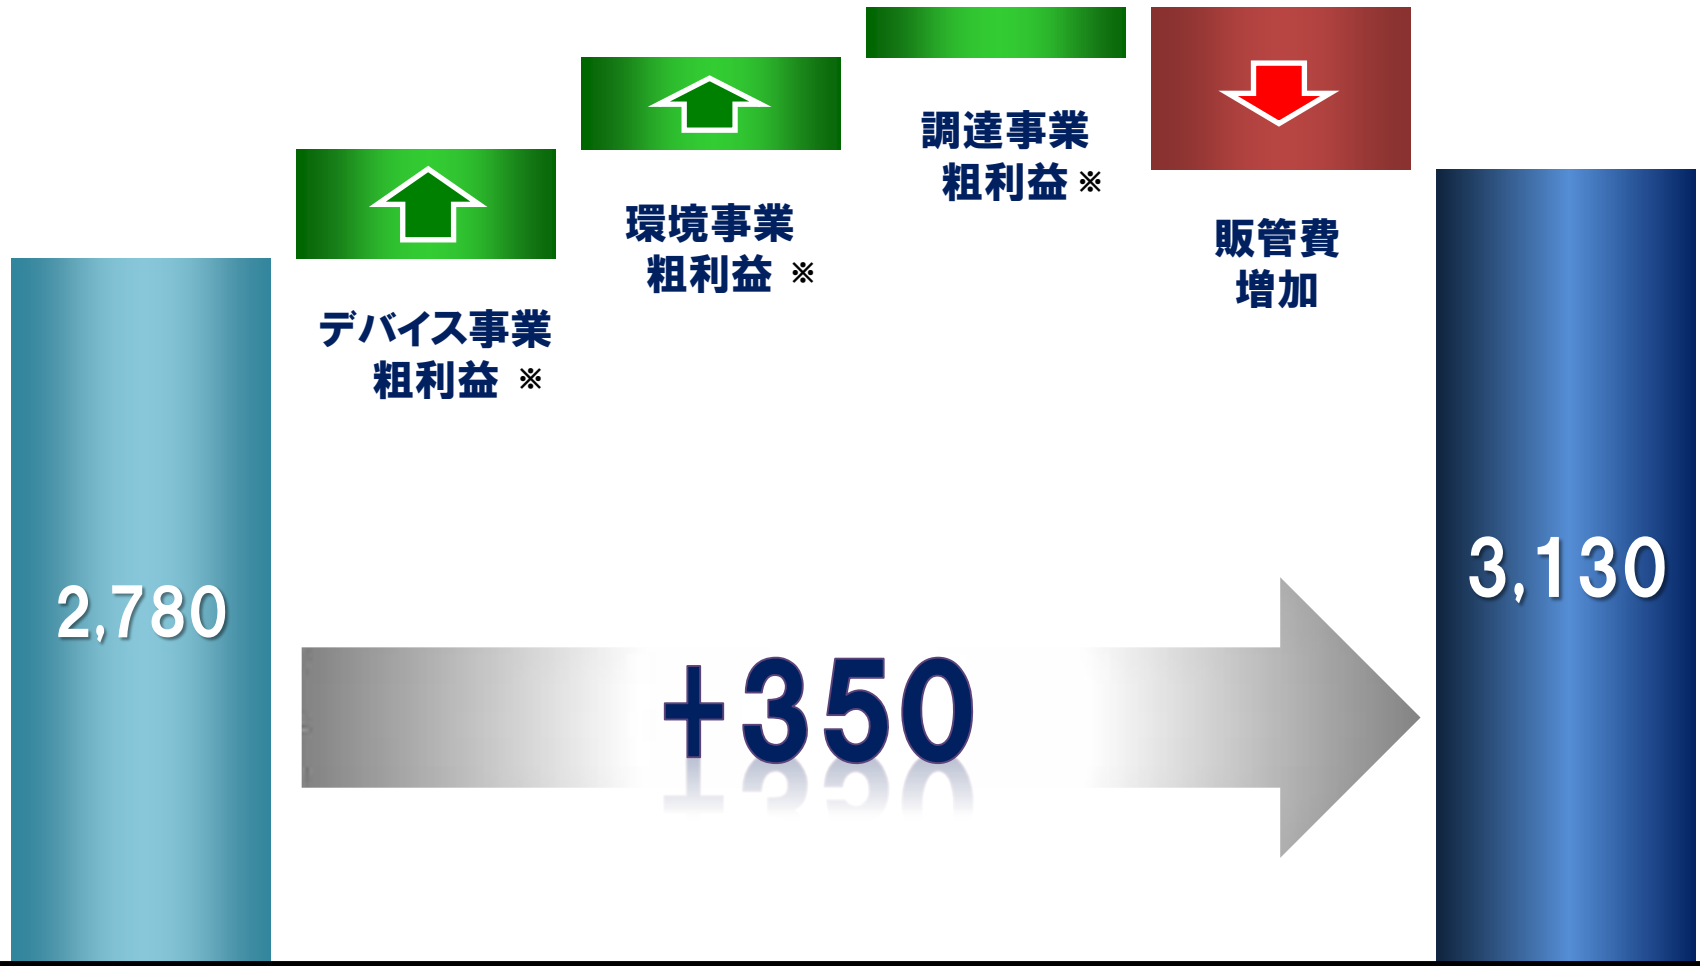 調達事業
粗利益 ※
環境事業
粗利益 ※
販管費
増加
デバイス事業
粗利益 ※
2,780
3,130
+350